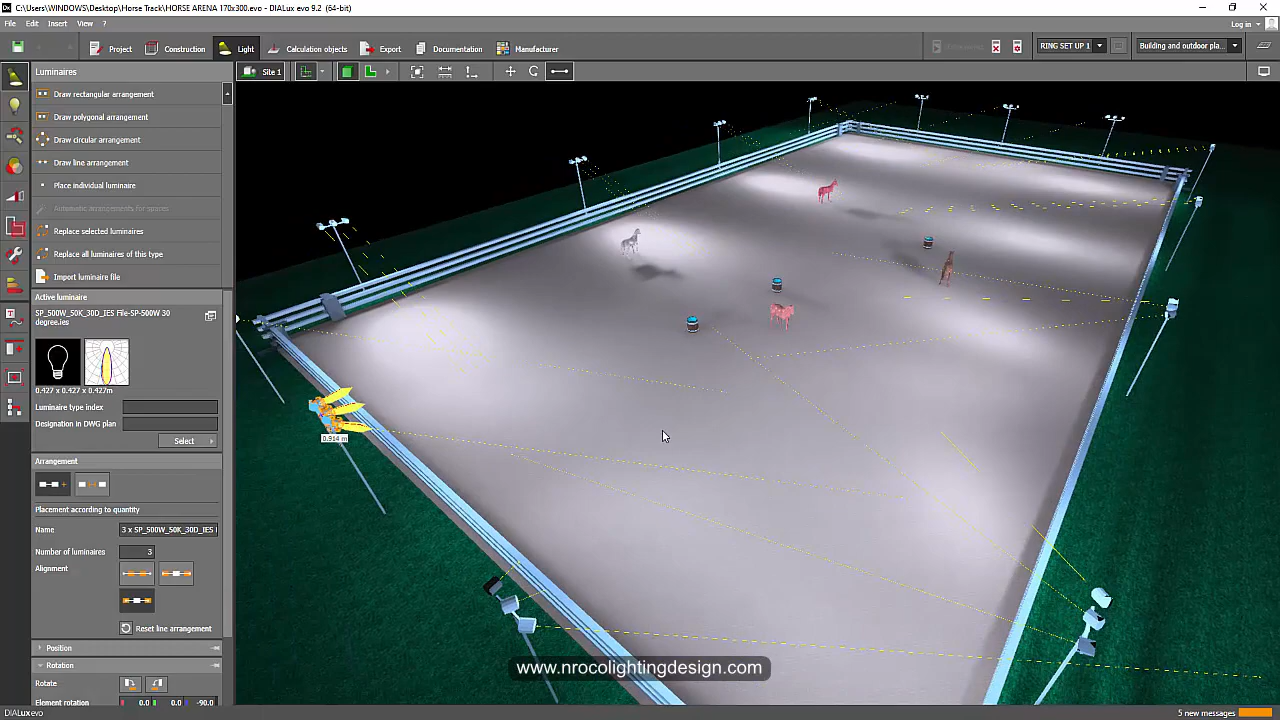 C:\Users\WINDOWS\Desktop\Horse Track\HORSE ARENA 170x300.evo - DIALux evo 9.2 (64-bit)
File Edit Insert View ?
Log in
Project Construction Light Calculation objects Export Documentation Manufacturer
RING SET UP 1
Building and outdoor pla...
Luminaires
Site 1
Draw rectangular arrangement
Draw polygonal arrangement
Draw circular arrangement
Draw line arrangement
Place individual luminaire
Automatic arrangements for spaces
Replace selected luminaires
Replace all luminaires of this type
Import luminaire file
Active luminaire
SP_500W_50K_30D_IES File-SP-500W 30
degree.ies
0.427 x 0.427 x 0.427m
Luminaire type index
Designation in DWG plan
Select
0.914 m
Arrangement
Placement according to quantity
Name 3 x SP_500W_50K_30D_IES
Number of luminaires 3
Alignment
Reset line arrangement
Position
Rotation
Rotate
Element rotation 0.0 0.0 -90.0
www.nrocolightingdesign.com
DIALux evo
5 new messages